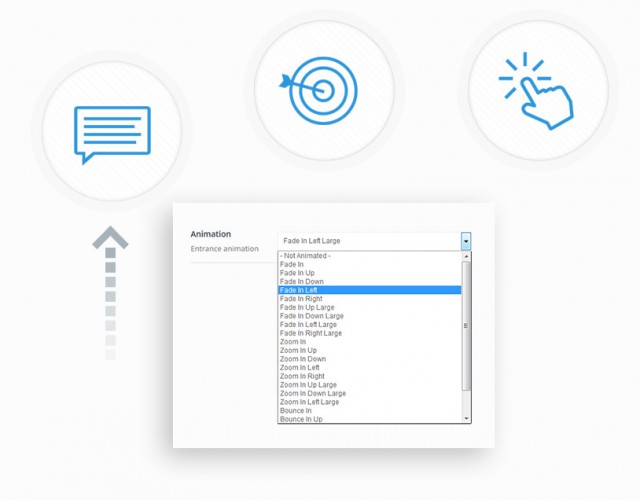 Animation
Entrance animation
Fade In Left Large
- Not Animated -
Fade In
Fade In Up
Fade In Down
Fade In Left
Fade In Right
Fade In Up Large
Fade In Down Large
Fade In Left Large
Fade In Right Large
Zoom In
Zoom In Up
Zoom In Down
Zoom In Left
Zoom In Right
Zoom In Up Large
Zoom In Down Large
Zoom In Left Large
Bounce In
Bounce In Up